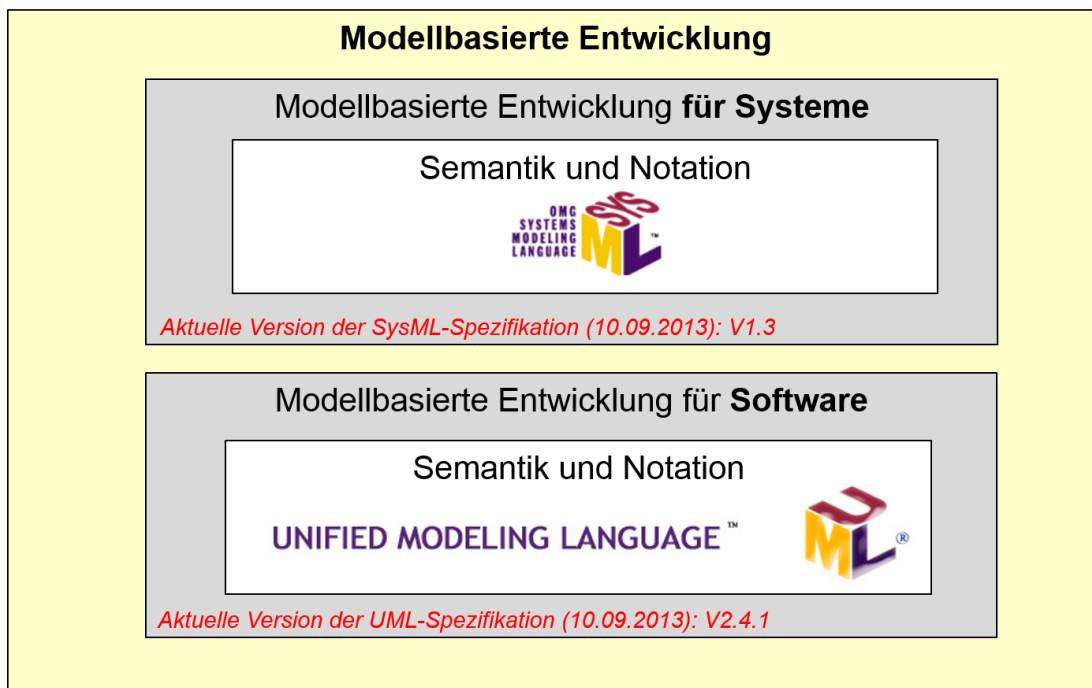 Modellbasierte Entwicklung
Modellbasierte Entwicklung für Systeme
Semantik und Notation
OMG
SYSTEMS
MODELING
LANGUAGE
SYS
ML™
Aktuelle Version der SysML-Spezifikation (10.09.2013): V1.3
Modellbasierte Entwicklung für Software
Semantik und Notation
UNIFIED MODELING LANGUAGE™
U
ML®
Aktuelle Version der UML-Spezifikation (10.09.2013): V2.4.1